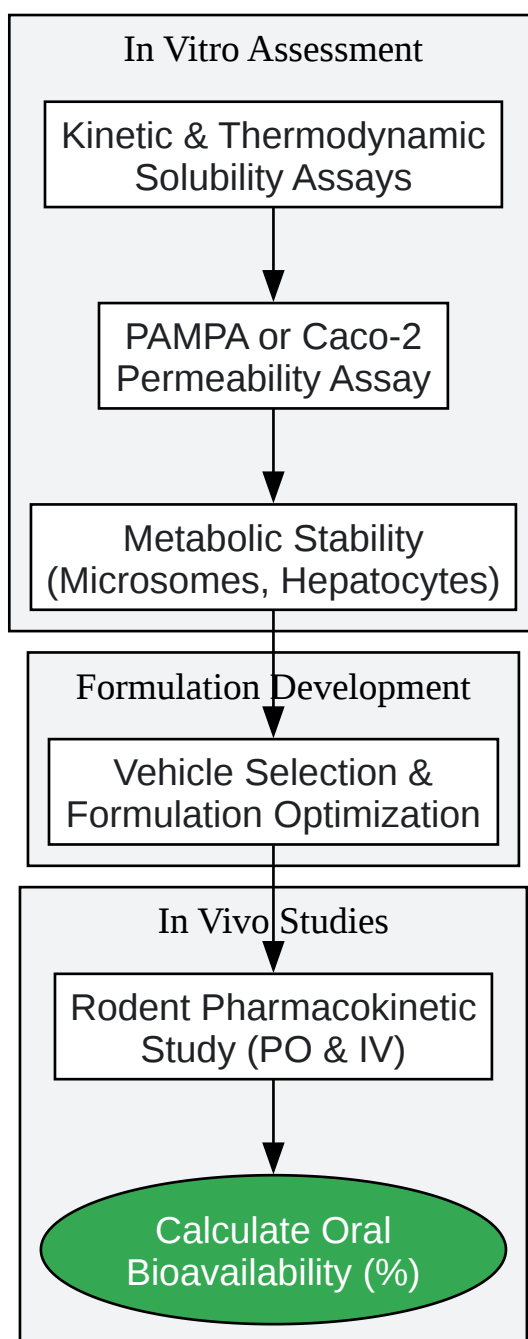 In Vitro Assessment
Kinetic & Thermodynamic
Solubility Assays
PAMPA or Caco-2
Permeability Assay
Metabolic Stability
(Microsomes, Hepatocytes)
Formulation Development
Vehicle Selection &
Formulation Optimization
In Vivo Studies
Rodent Pharmacokinetic
Study (PO & IV)
Calculate Oral
Bioavailability (%)